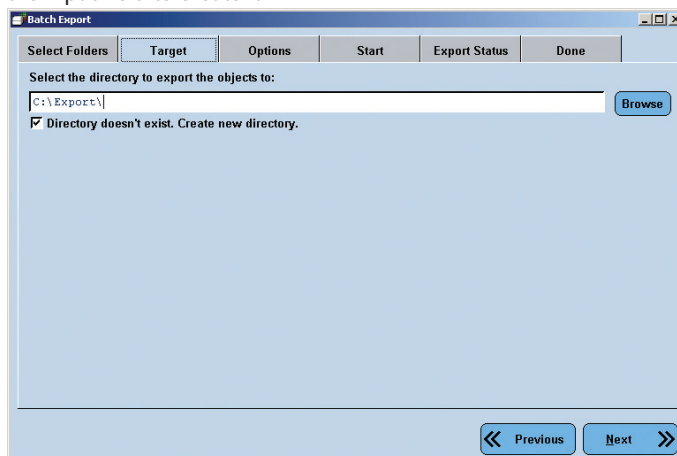 Batch Export
Select Folders Target Options Start Export Status Done
Select the directory to export the objects to:
C:\Export\ Browse
Directory doesn't exist. Create new directory.
Previous Next